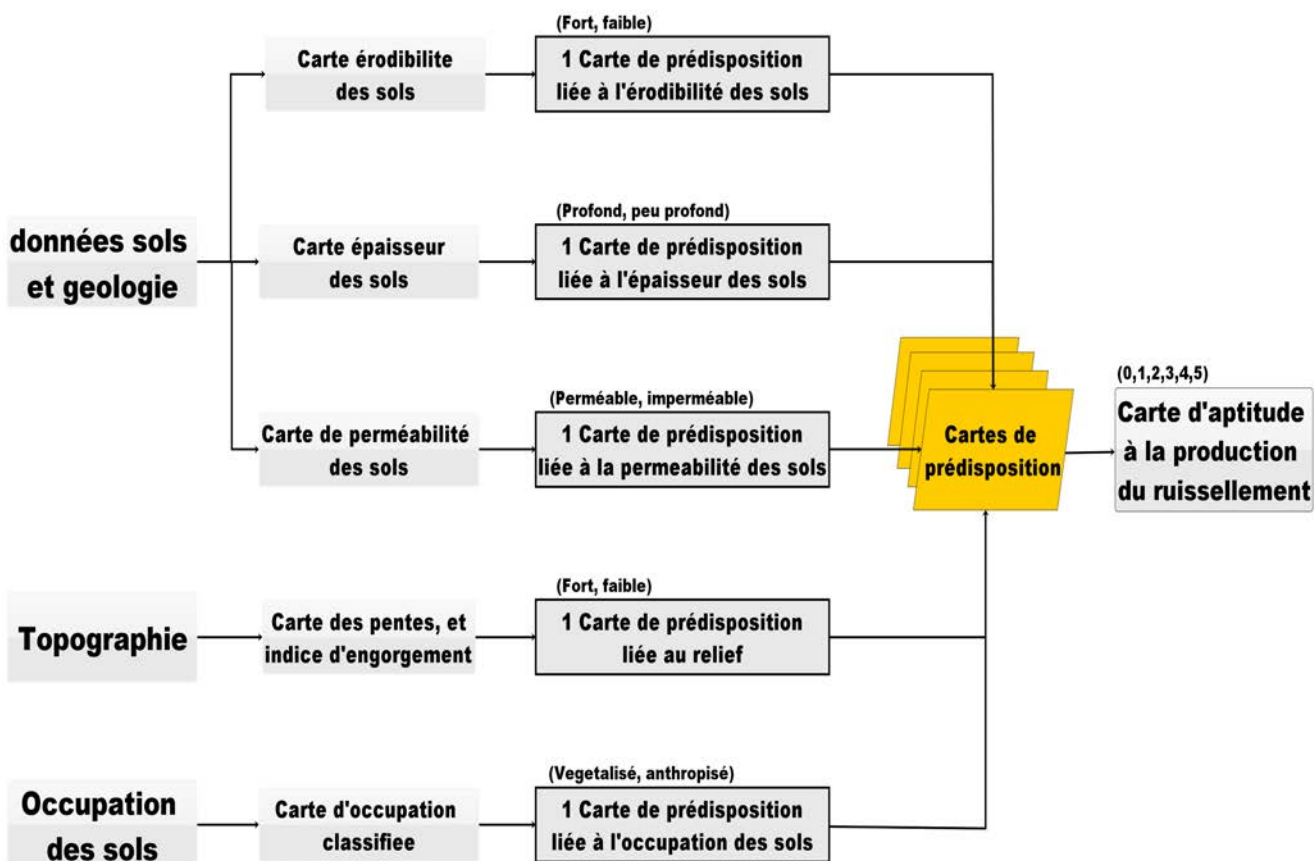 (Fort, faible)
Carte érodibilite
des sols
1 Carte de prédisposition
liée à l'érodibilité des sols
données sols
et geologie
(Profond, peu profond)
Carte épaisseur
des sols
1 Carte de prédisposition
liée à l'épaisseur des sols
(Perméable, imperméable)
Carte de perméabilité
des sols
1 Carte de prédisposition
liée à la permeabilité des sols
Cartes de
prédisposition
(0,1,2,3,4,5)
Carte d'aptitude
à la production
du ruissellement
(Fort, faible)
Topographie
Carte des pentes, et
indice d'engorgement
1 Carte de prédisposition
liée au relief
(Vegetalisé, anthropisé)
Occupation
des sols
Carte d'occupation
classifiee
1 Carte de prédisposition
liée à l'occupation des sols